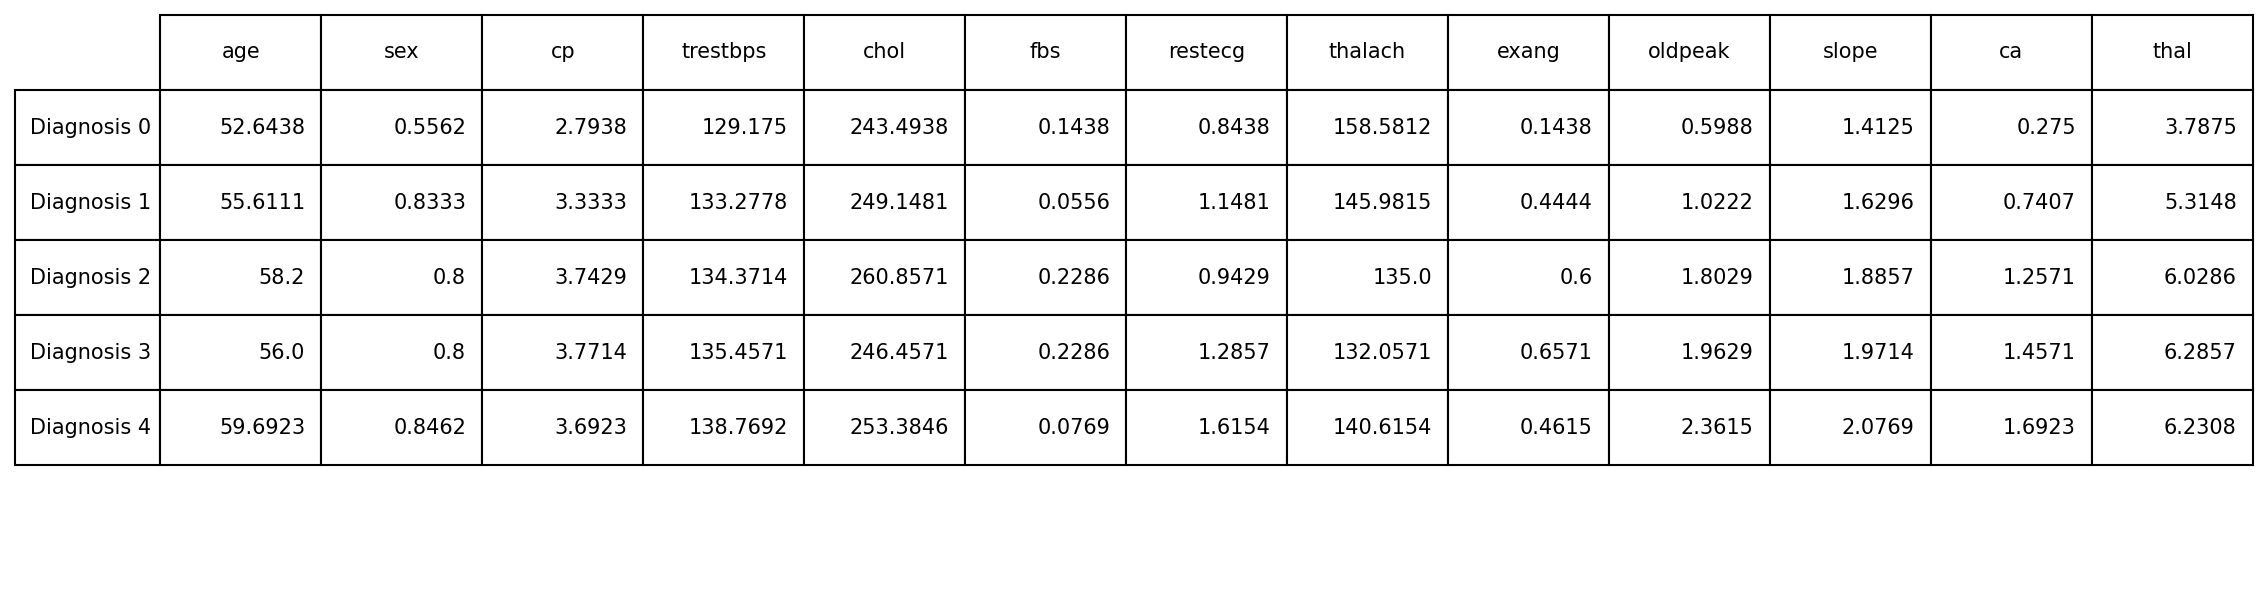 age sex cp trestbps chol fbs restecg thalach exang oldpeak slope ca thal
Diagnosis 0 52.6438 0.5562 2.7938 129.175 243.4938 0.1438 0.8438 158.5812 0.1438 0.5988 1.4125 0.275 3.7875
Diagnosis 1 55.6111 0.8333 3.3333 133.2778 249.1481 0.0556 1.1481 145.9815 0.4444 1.0222 1.6296 0.7407 5.3148
Diagnosis 2 58.2 0.8 3.7429 134.3714 260.8571 0.2286 0.9429 135.0 0.6 1.8029 1.8857 1.2571 6.0286
Diagnosis 3 56.0 0.8 3.7714 135.4571 246.4571 0.2286 1.2857 132.0571 0.6571 1.9629 1.9714 1.4571 6.2857
Diagnosis 4 59.6923 0.8462 3.6923 138.7692 253.3846 0.0769 1.6154 140.6154 0.4615 2.3615 2.0769 1.6923 6.2308